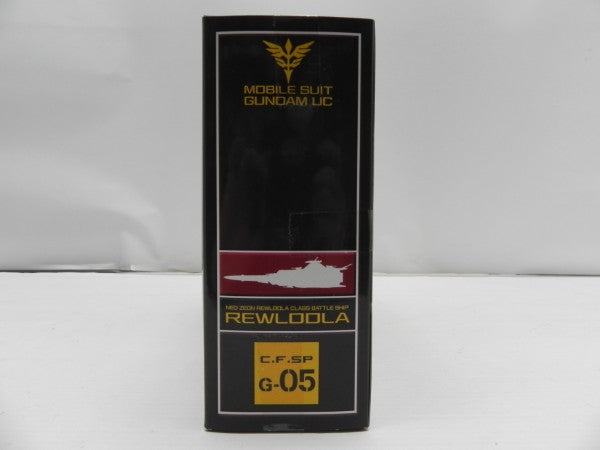 MOBILE SUIT
GUNDAM UC
NEO ZEON REWLOOLA CLASS BATTLE SHIP
REWLOOLA
C.F.SP
G-05